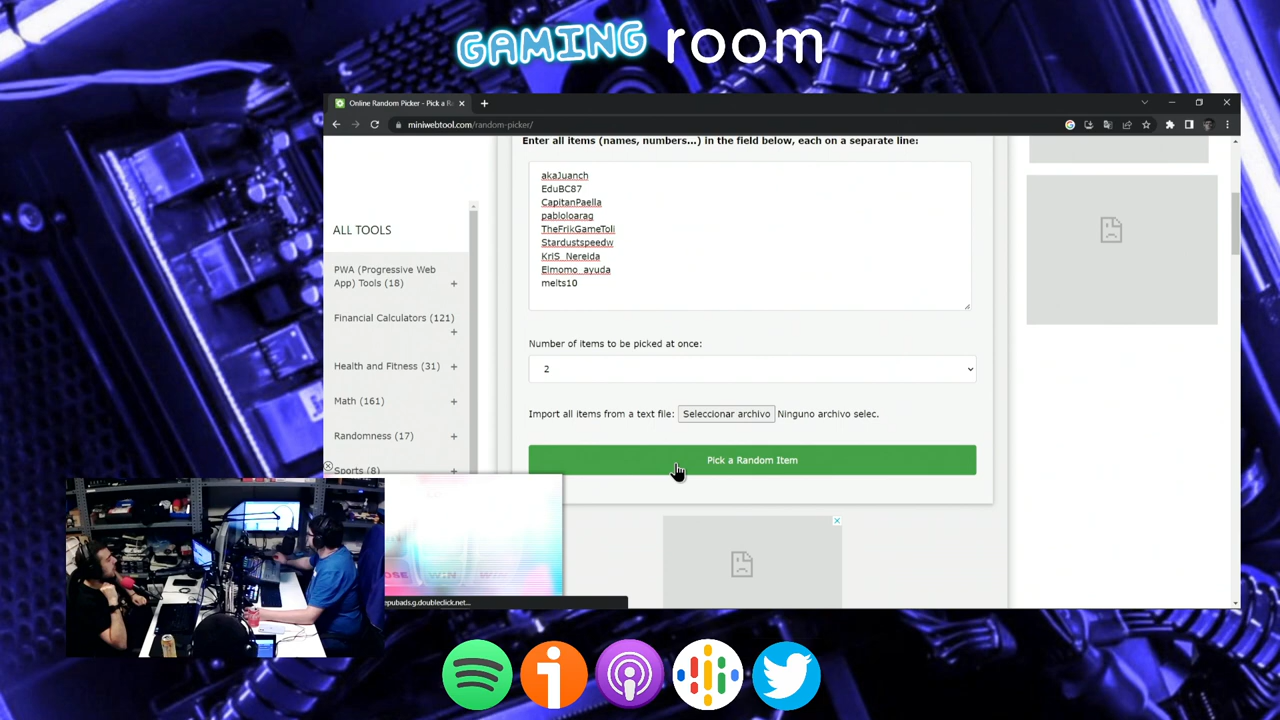 GAMING room
Online Random Picker - Pick a R
miniwebtool.com/random-picker/
Enter all items (names, numbers...) in the field below, each on a separate line:
akaJuanch
EduBC87
CapitanPaella
pabloloarag
TheFrikGameToli
Stardustspeedw
KrIS_Nereida
Elmomo_ayuda
melts10
ALL TOOLS
PWA (Progressive Web
App) Tools (18) +
Financial Calculators (121)
+
Health and Fitness (31) +
Math (161) +
Randomness (17) +
Sports (8) +
Number of items to be picked at once:
2
Import all items from a text file: Seleccionar archivo Ninguno archivo selec.
Pick a Random Item
WIN
epubads.g.doubleclick.net...